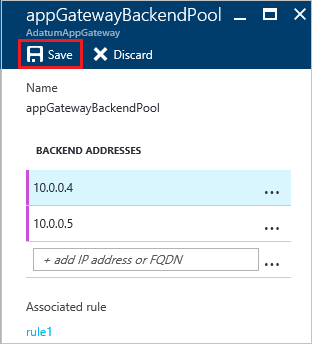 appGatewayBackendPool
AdatumAppGateway
Save Discard
Name
appGatewayBackendPool
BACKEND ADDRESSES
10.0.0.4 ...
10.0.0.5 ...
+ add IP address or FQDN ...
Associated rule
rule1